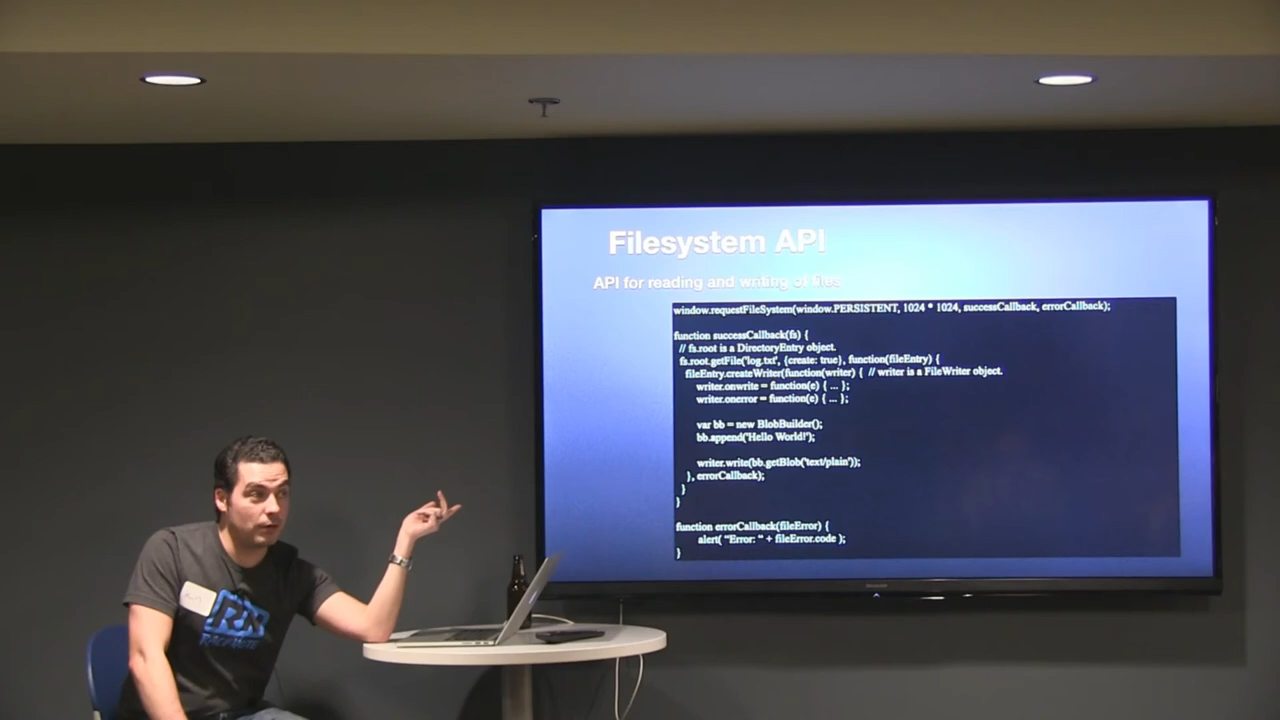 Filesystem API
API for reading and writing of files
window.requestFileSystem(window.PERSISTENT, 1024 * 1024, successCallback, errorCallback);
function successCallback(fs) {
// fs.root is a DirectoryEntry object.
fs.root.getFile('log.txt', {create: true}, function(fileEntry) {
fileEntry.createWriter(function(writer) { // writer is a FileWriter object.
writer.onwrite = function(e) { ... };
writer.onerror = function(e) { ... };
var bb = new BlobBuilder();
bb.append('Hello World!');
writer.write(bb.getBlob('text/plain'));
}, errorCallback);
}
}
function errorCallback(fileError) {
alert( "Error: " + fileError.code );
}